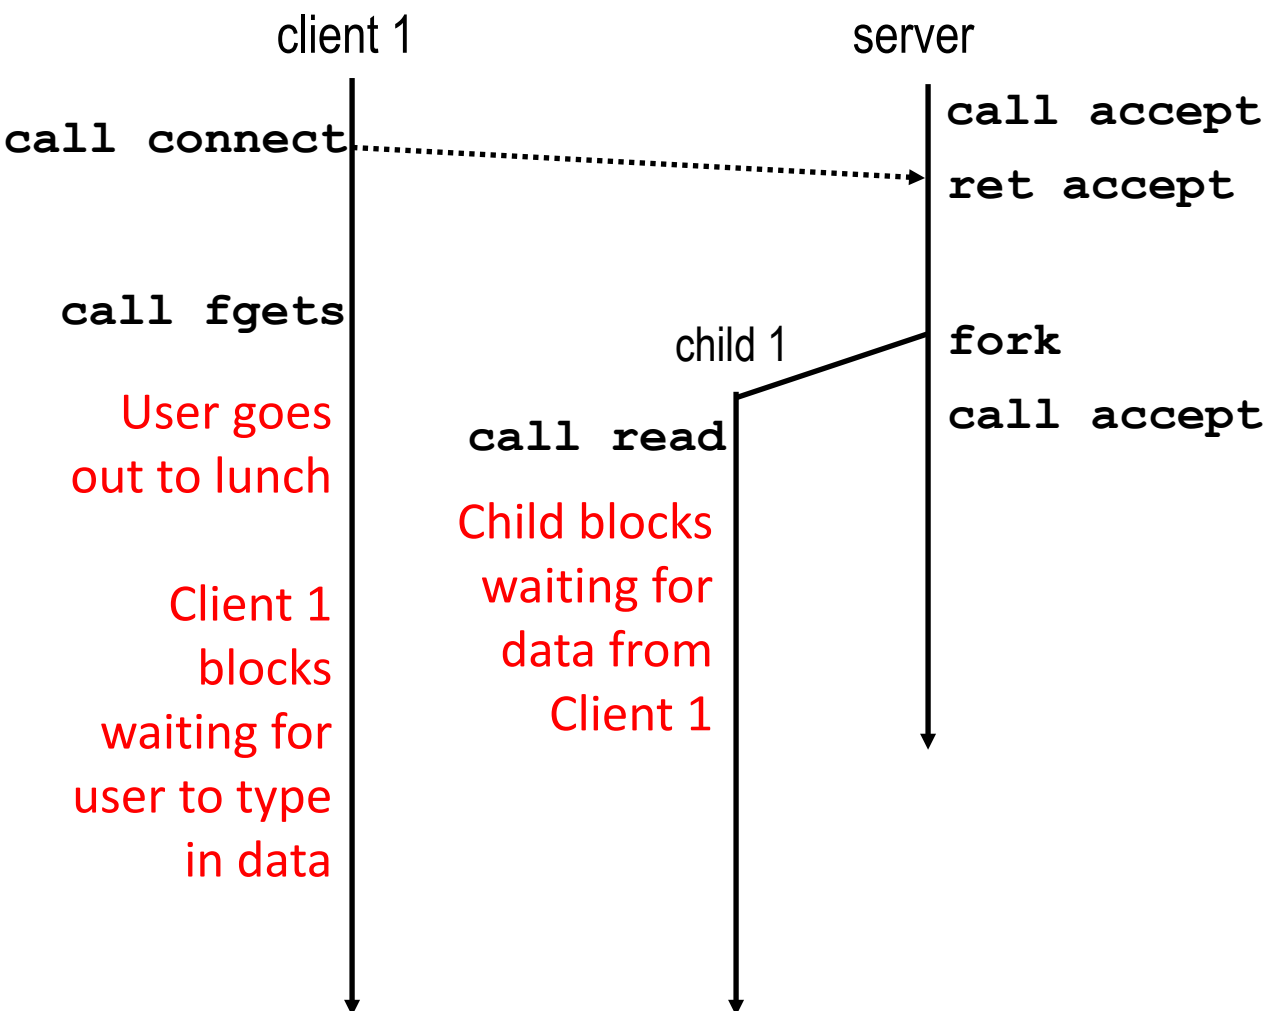 client 1
server
call connect
call accept
ret accept
call fgets
child 1
fork
call accept
User goes
out to lunch
call read
Child blocks
waiting for
data from
Client 1
Client 1
blocks
waiting for
user to type
in data